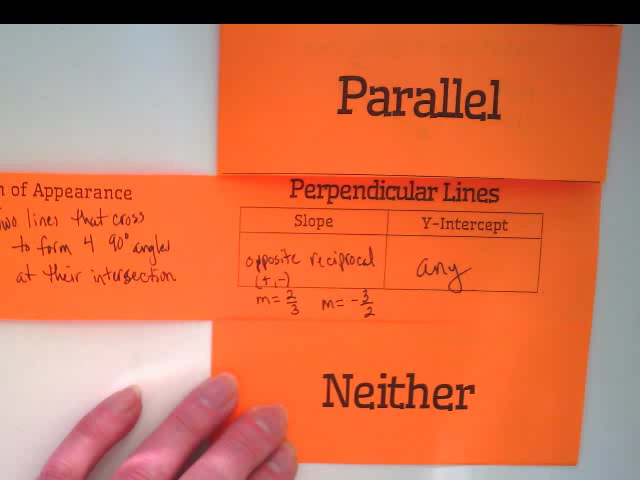 Parallel
n of Appearance
two lines that cross
to form 4 90° angles
at their intersection
Perpendicular Lines
Slope Y-Intercept
opposite reciprocal any
(+,-)
m = 2/3 m = -3/2
Neither